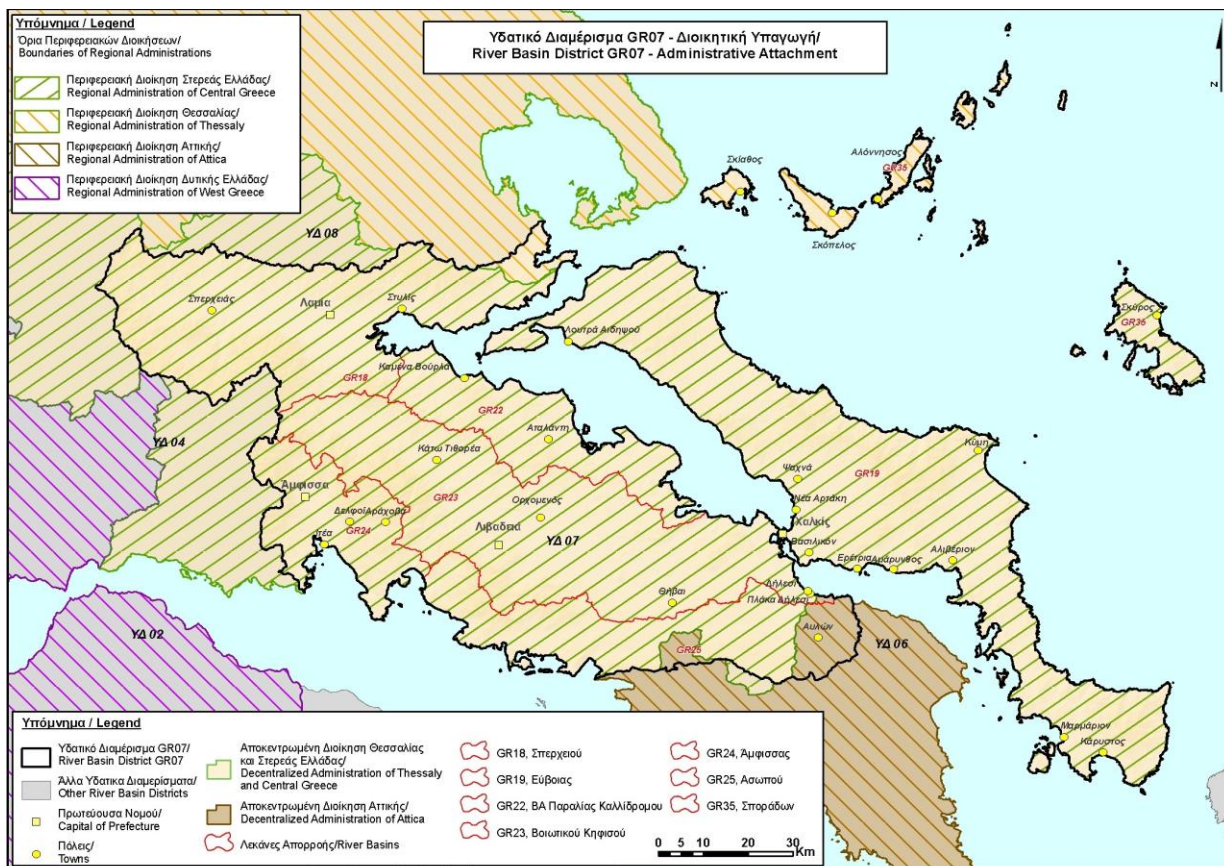 Υπόμνημα / Legend
Όρια Περιφερειακών Διοικήσεων/
Boundaries of Regional Administrations
Περιφερειακή Διοίκηση Στερεάς Ελλάδας/
Regional Administration of Central Greece
Περιφερειακή Διοίκηση Θεσσαλίας/
Regional Administration of Thessaly
Περιφερειακή Διοίκηση Αττικής/
Regional Administration of Attica
Περιφερειακή Διοίκηση Δυτικής Ελλάδας/
Regional Administration of West Greece
Υδατικό Διαμέρισμα GR07 - Διοικητική Υπαγωγή/
River Basin District GR07 - Administrative Attachment
Z
Σκίαθος
Αλόννησος
GR35
Σκόπελος
ΥΔ 08
Σπερχειάς
Λαμία
Στυλίς
Λουτρά Αιδηψού
Σκύρος
GR36
Καμένα Βούρλα
GR18
GR22
Αταλάντη
ΥΔ 04
Κάτω Τιθορέα
Κύμη
Ψαχνά
GR19
Άμφισσα
GR23
Ορχομενός
Νέα Αρτάκη
Δελφοί
Αράχοβα
GR24
Ιτέα
Λιβαδειά
ΥΔ 07
Χαλκίς
Βασιλικόν
Ερέτρια
Αμάρυνθος
Αλιβέριον
Δήλεσι
Πλάκα Δήλεσι
Θήβαι
Αυλών
ΥΔ 02
GR25
ΥΔ 06
Μαρμάριον
Κάρυστος
Υπόμνημα / Legend
Υδατικό Διαμέρισμα GR07/
River Basin District GR07
Άλλα Υδατικα Διαμερίσματα/
Other River Basin Districts
Πρωτεύουσα Νομού/
Capital of Prefecture
Πόλεις/
Towns
Αποκεντρωμένη Διοίκηση Θεσσαλίας
και Στερεάς Ελλάδας/
Decentralized Administration of Thessaly
and Central Greece
Αποκεντρωμένη Διοίκηση Αττικής/
Decentralized Administration of Attica
Λεκάνες Απορροής/River Basins
GR18, Σπερχειού
GR19, Εύβοιας
GR22, ΒΑ Παραλίας Καλλίδρομου
GR23, Βοιωτικού Κηφισού
GR24, Άμφισσας
GR25, Ασωπού
GR35, Σποράδων
0 5 10 20 30
Km